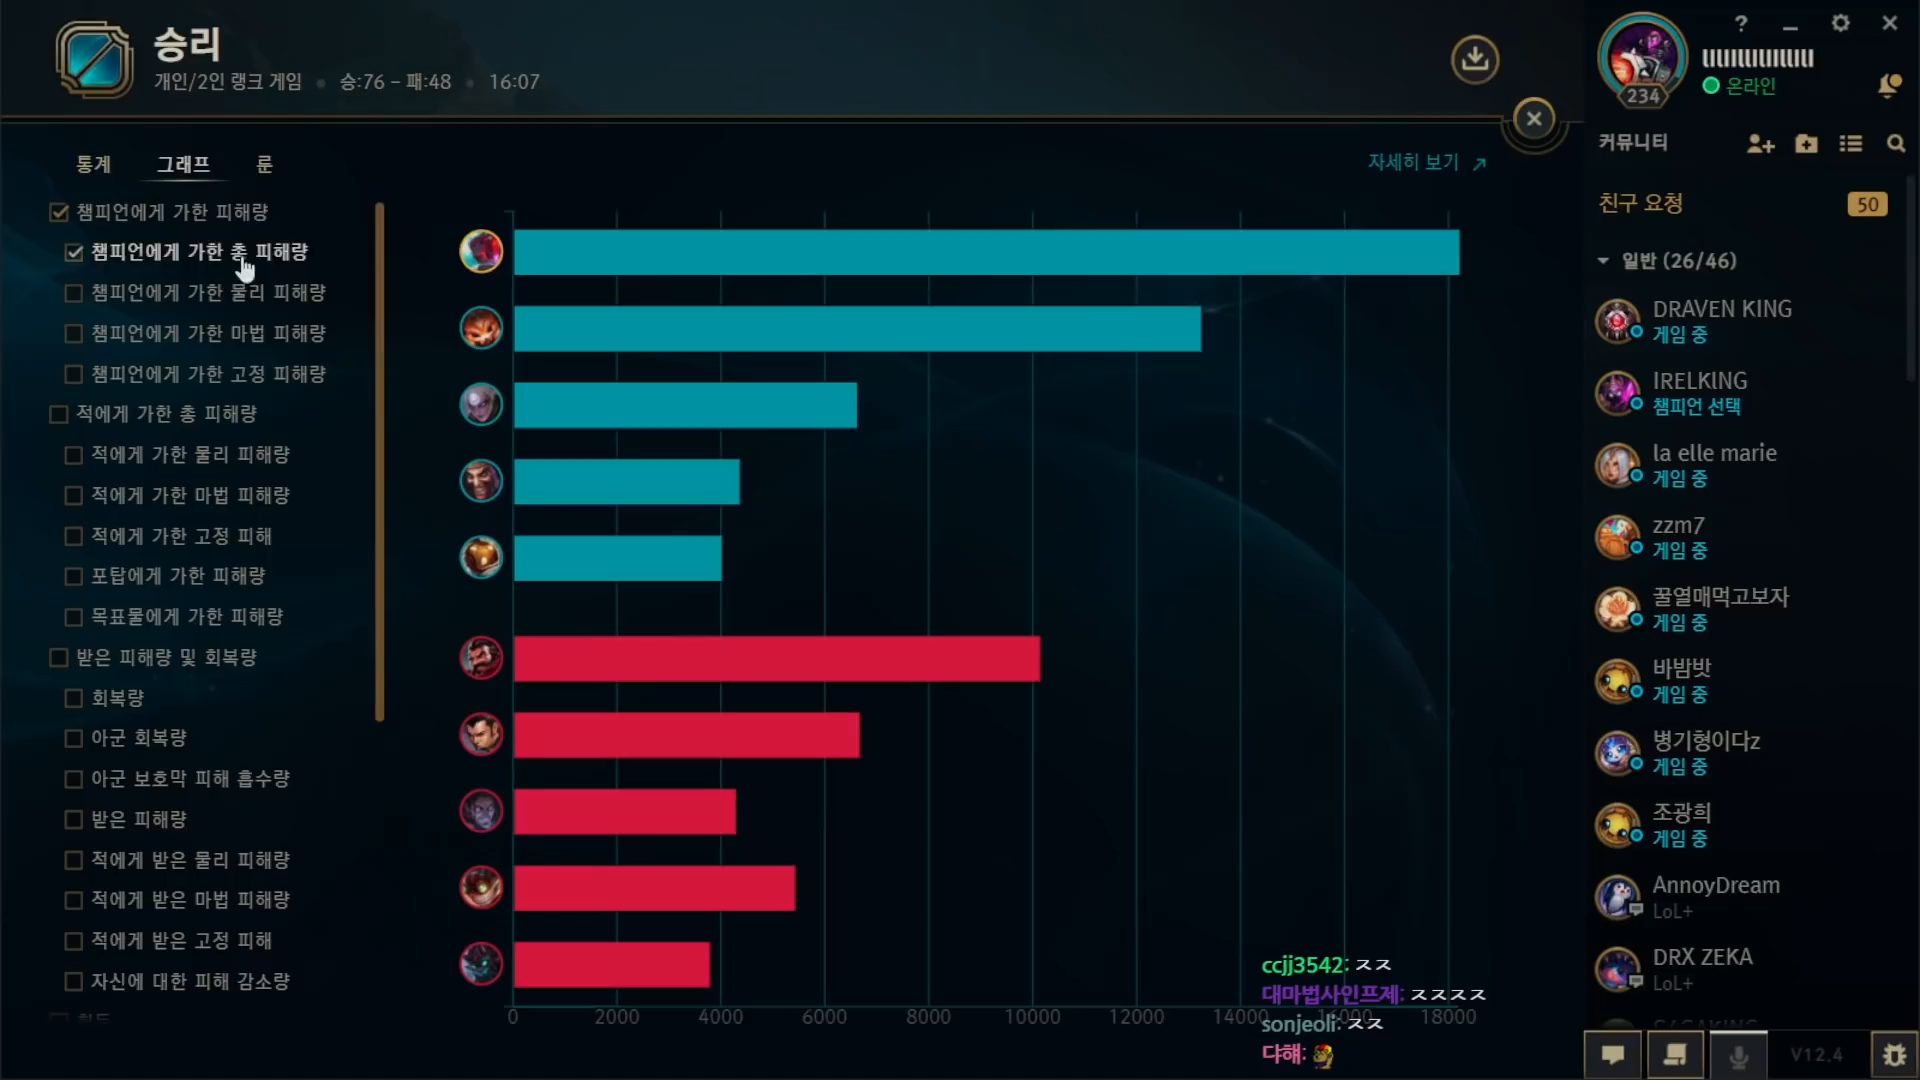 승리
개인/2인 랭크 게임 • 승:76 - 패:48 • 16:07
통계
그래프
룬
자세히 보기
챔피언에게 가한 피해량
챔피언에게 가한 총 피해량
챔피언에게 가한 물리 피해량
챔피언에게 가한 마법 피해량
챔피언에게 가한 고정 피해량
적에게 가한 총 피해량
적에게 가한 물리 피해량
적에게 가한 마법 피해량
적에게 가한 고정 피해
포탑에게 가한 피해량
목표물에게 가한 피해량
받은 피해량 및 회복량
회복량
아군 회복량
아군 보호막 피해 흡수량
받은 피해량
적에게 받은 물리 피해량
적에게 받은 마법 피해량
적에게 받은 고정 피해
자신에 대한 피해 감소량
0 2000 4000 6000 8000 10000 12000 14000 16000 18000
ccjj3542: ㅈㅈ
대마법사인프제: ㅈㅈㅈㅈ
sonjeoli: ㅈㅈ
댜해:
?
234
온라인
커뮤니티
친구 요청
50
일반 (26/46)
DRAVEN KING
게임 중
IRELKING
챔피언 선택
la elle marie
게임 중
zzm7
게임 중
꿀열매먹고보자
게임 중
바밤밧
게임 중
병기형이다z
게임 중
조광희
게임 중
AnnoyDream
LoL+
DRX ZEKA
LoL+
V12.4